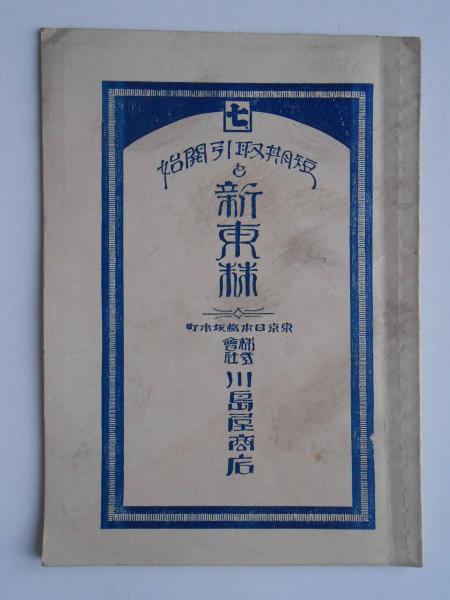 七
短期取引開始
と
新東株
東京日本橋坂本町
株式
會社
川島屋商店